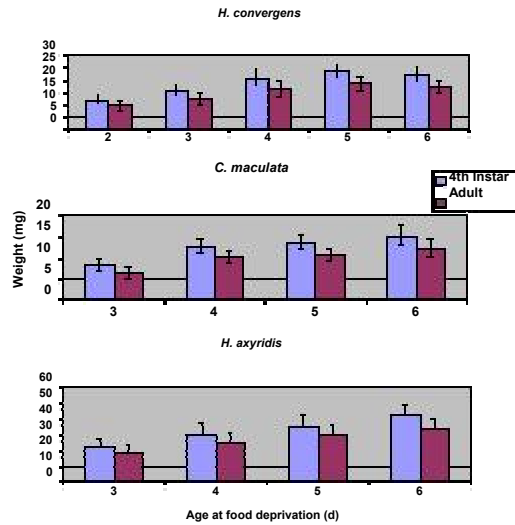 H. convergens
30
25
20
15
10
5
0
2 3 4 5 6
C. maculata
4th Instar
Adult
Weight (mg)
20
15
10
5
0
3 4 5 6
H. axyridis
60
50
40
30
20
10
0
3 4 5 6
Age at food deprivation (d)